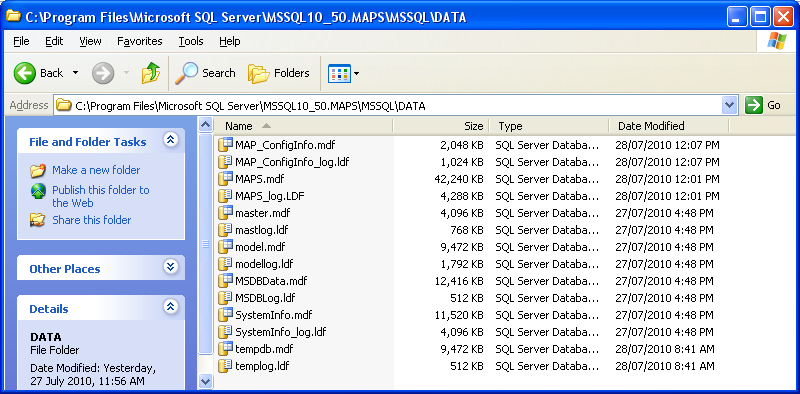 C:\Program Files\Microsoft SQL Server\MSSQL10_50.MAPS\MSSQL\DATA
File Edit View Favorites Tools Help
Back Search Folders
Address C:\Program Files\Microsoft SQL Server\MSSQL10_50.MAPS\MSSQL\DATA Go
File and Folder Tasks
Make a new folder
Publish this folder to
the Web
Share this folder
Other Places
Details
DATA
File Folder
Date Modified: Yesterday,
27 July 2010, 11:56 AM
Name Size Type Date Modified
MAP_ConfigInfo.mdf 2,048 KB SQL Server Databa... 28/07/2010 12:07 PM
MAP_ConfigInfo_log.ldf 1,024 KB SQL Server Databa... 28/07/2010 12:07 PM
MAPS.mdf 42,240 KB SQL Server Databa... 28/07/2010 12:01 PM
MAPS_log.LDF 4,288 KB SQL Server Databa... 28/07/2010 12:01 PM
master.mdf 4,096 KB SQL Server Databa... 27/07/2010 4:48 PM
mastlog.ldf 768 KB SQL Server Databa... 27/07/2010 4:48 PM
model.mdf 9,472 KB SQL Server Databa... 27/07/2010 4:48 PM
modellog.ldf 1,792 KB SQL Server Databa... 27/07/2010 4:48 PM
MSDBData.mdf 12,416 KB SQL Server Databa... 27/07/2010 4:48 PM
MSDBLog.ldf 512 KB SQL Server Databa... 27/07/2010 4:48 PM
SystemInfo.mdf 11,520 KB SQL Server Databa... 27/07/2010 4:48 PM
SystemInfo_log.ldf 4,096 KB SQL Server Databa... 27/07/2010 4:48 PM
tempdb.mdf 9,472 KB SQL Server Databa... 28/07/2010 8:41 AM
templog.ldf 512 KB SQL Server Databa... 28/07/2010 8:41 AM